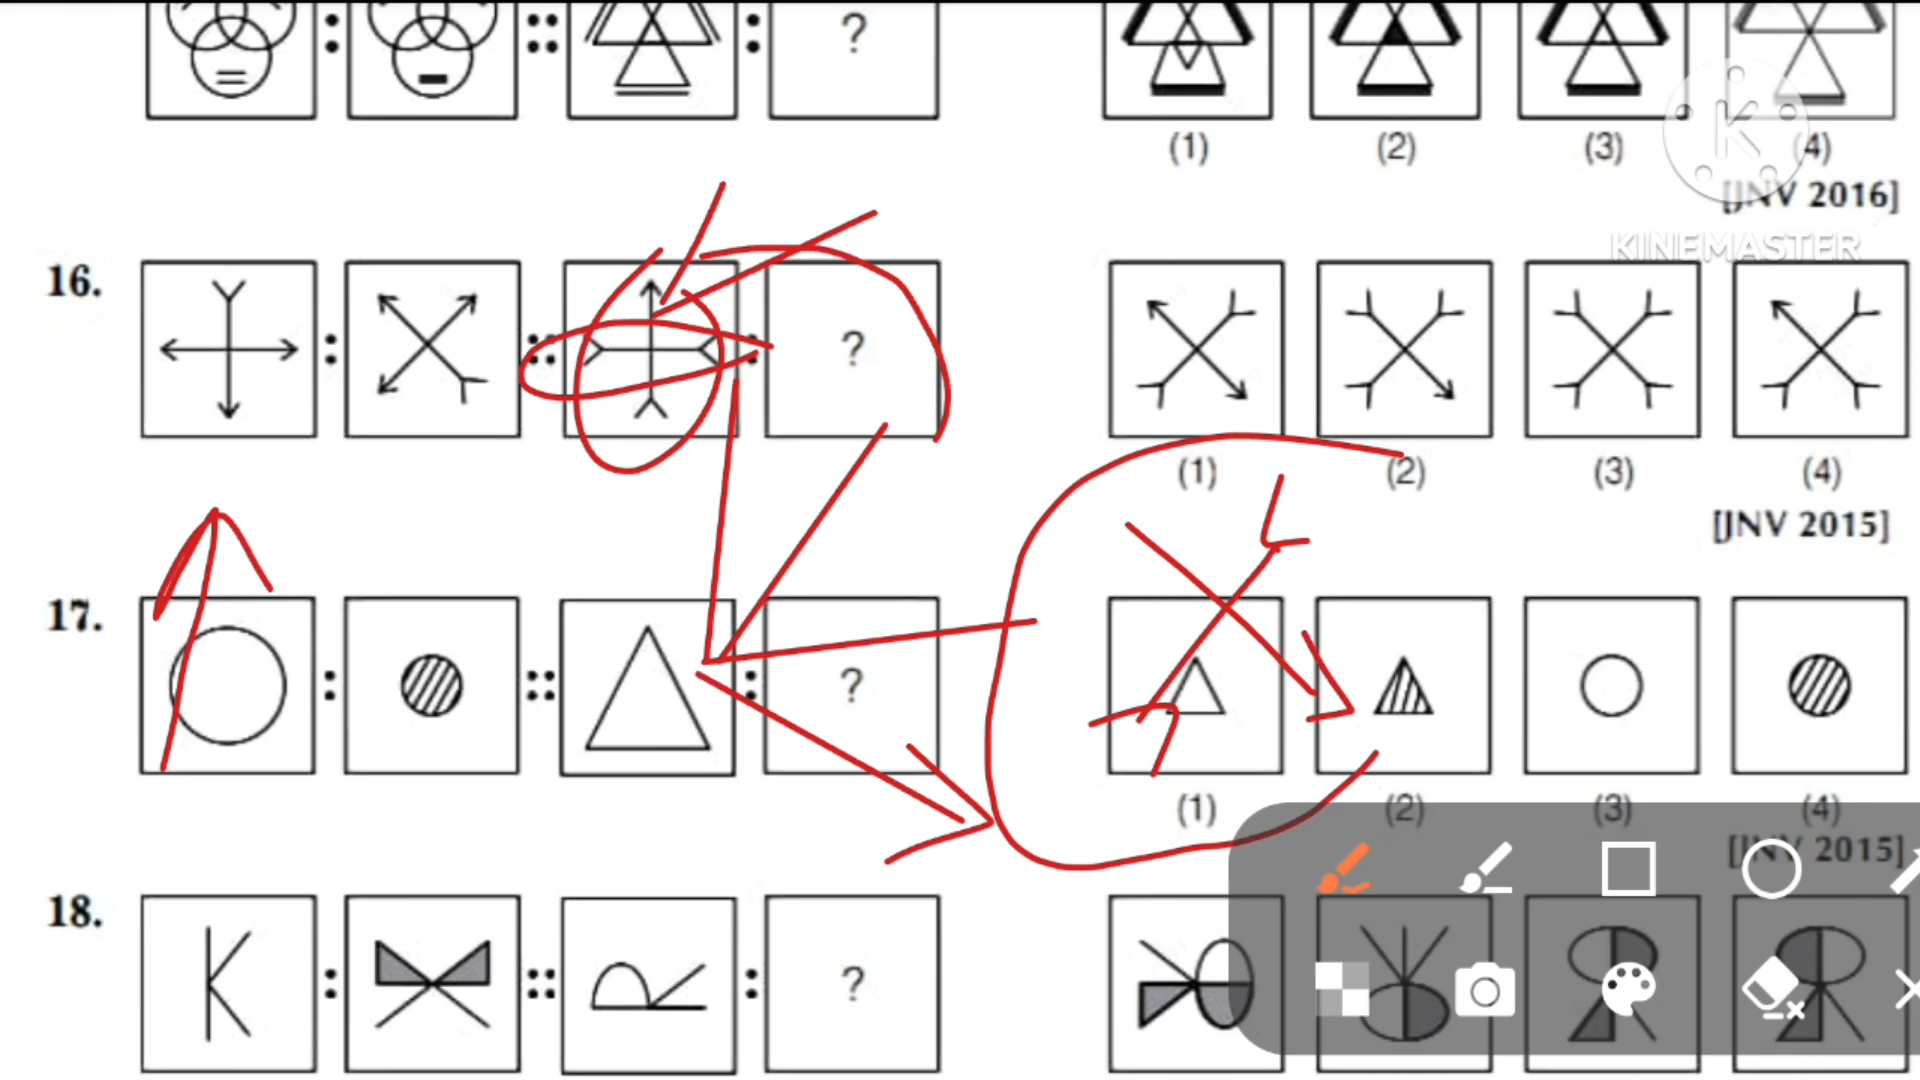 : :: : ?
(1) (2) (3) (4)
[JNV 2016]
KINEMASTER
16. : :: : ?
(1) (2) (3) (4)
[JNV 2015]
17. : :: : ?
(1) (2) (3) (4)
[JNV 2015]
18. K : :: : ?